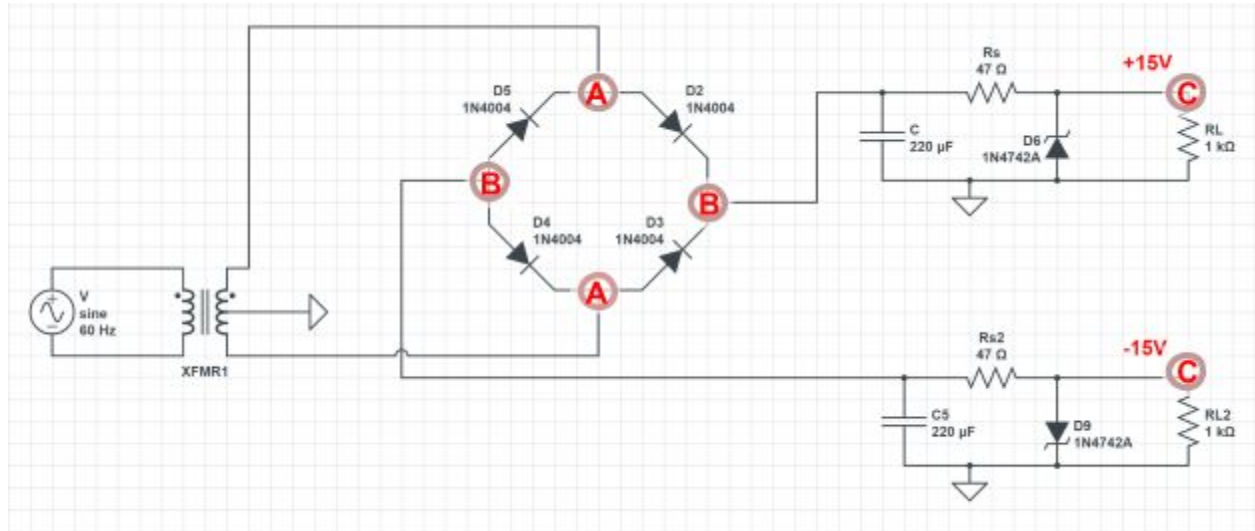 A
D5
1N4004
D2
1N4004
B
B
D4
1N4004
D3
1N4004
A
V
sine
60 Hz
XFMR1
Rs
47 Ω
+15V
C
C
220 µF
D6
1N4742A
RL
1 kΩ
Rs2
47 Ω
-15V
C
C5
220 µF
D9
1N4742A
RL2
1 kΩ